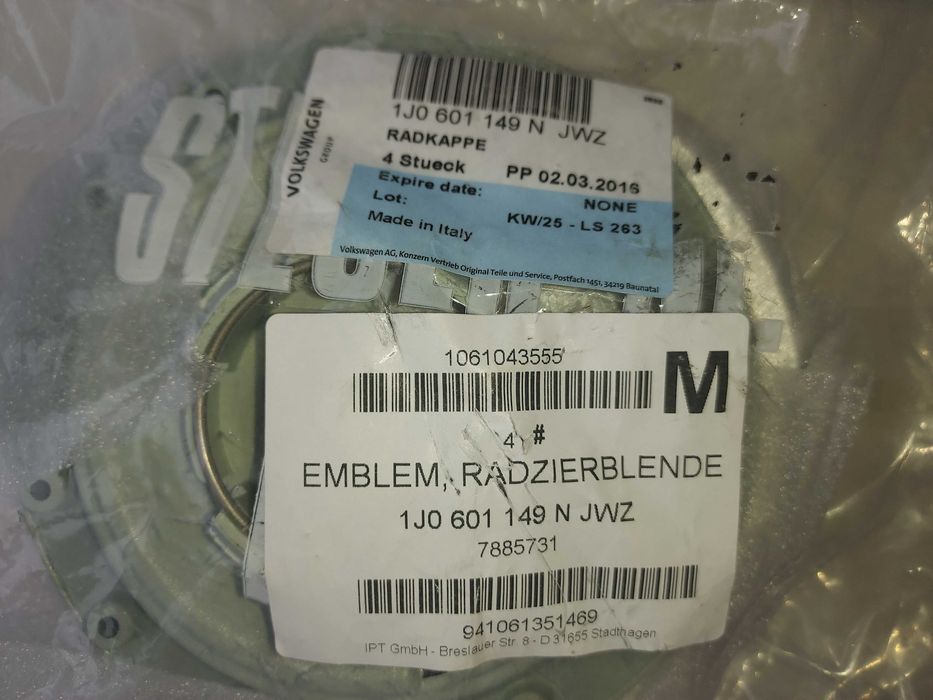 VOLKSWAGEN
GROUP
1J0 601 149 N JWZ
RADKAPPE
4 Stueck PP 02.03.2016
Expire date: NONE
Lot: KW/25 - LS 263
Made in Italy
Volkswagen AG, Konzern Vertrieb Original Teile und Service, Postfach 1451, 34219 Baunatal
1061043555
M
4 #
EMBLEM, RADZIERBLENDE
1J0 601 149 N JWZ
7885731
941061351469
IPT GmbH - Breslauer Str. 8 - D 31655 Stadthagen